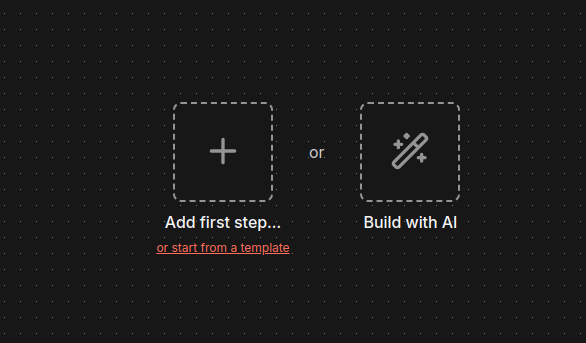 or
Add first step...
Build with AI
or start from a template